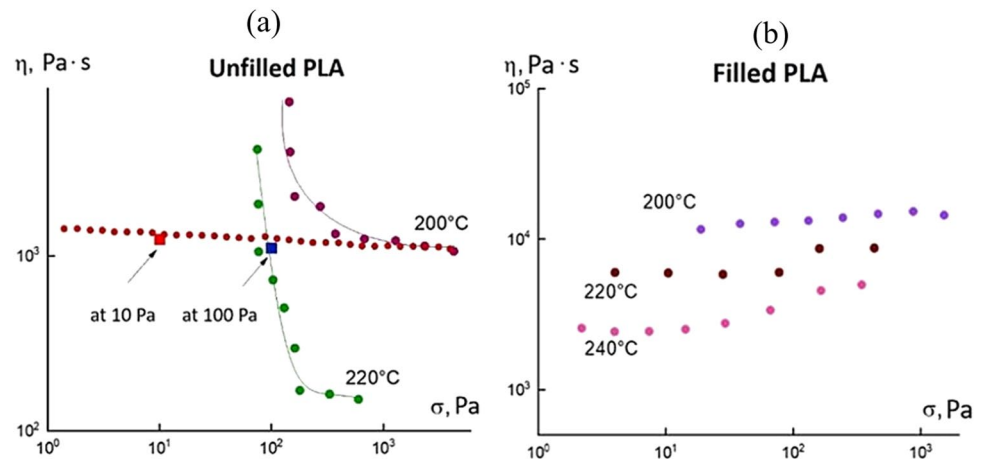 (a)
η, Pa·s
Unfilled PLA
200°C
10³
at 10 Pa
at 100 Pa
220°C
σ, Pa
10²
10⁰
10¹
10²
10³
(b)
η, Pa·s
Filled PLA
10⁵
200°C
10⁴
220°C
240°C
10³
σ, Pa
10⁰
10¹
10²
10³